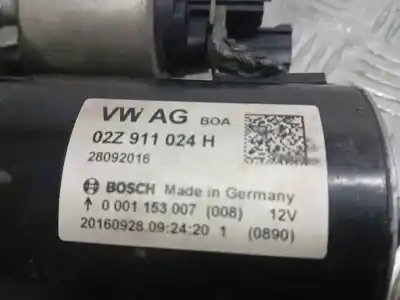 VW AG BOA
02Z 911 024 H
28092016
BOSCH Made in Germany
↑ 0 001 153 007 (008) 12V
20160928 09:24:20 1 (0890)